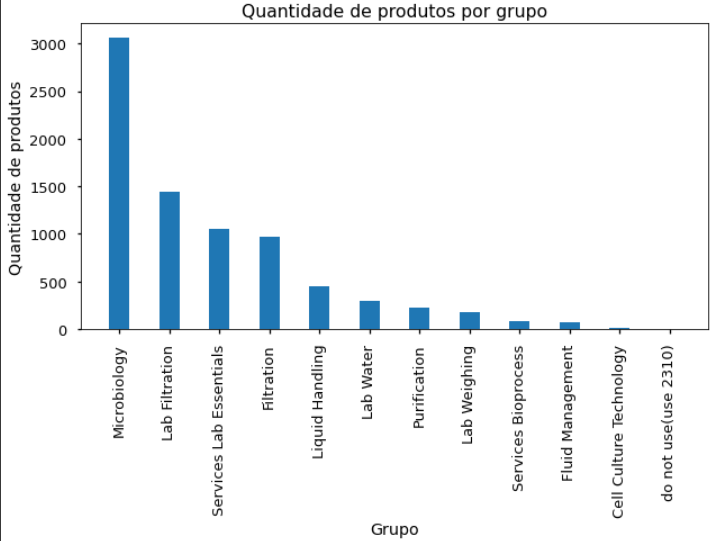 Quantidade de produtos por grupo
Quantidade de produtos
3000
2500
2000
1500
1000
500
0
Microbiology
Lab Filtration
Services Lab Essentials
Filtration
Liquid Handling
Lab Water
Purification
Lab Weighing
Services Bioprocess
Fluid Management
Cell Culture Technology
do not use(use 2310)
Grupo